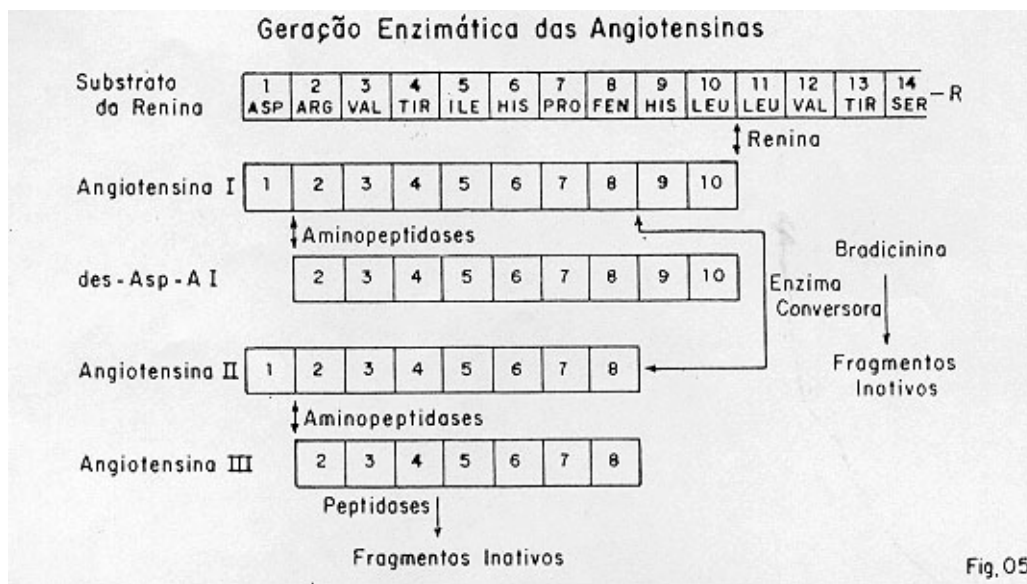 Geração Enzimática das Angiotensinas
Substrato da Renina
1 2 3 4 5 6 7 8 9 10 11 12 13 14
ASP ARG VAL TIR ILE HIS PRO FEN HIS LEU LEU VAL TIR SER -R
Renina
Angiotensina I 1 2 3 4 5 6 7 8 9 10
Aminopeptidases
des-Asp-A I 2 3 4 5 6 7 8 9 10
Bradicinina
Enzima Conversora
Fragmentos Inativos
Angiotensina II 1 2 3 4 5 6 7 8
Aminopeptidases
Angiotensina III 2 3 4 5 6 7 8
Peptidases
Fragmentos Inativos
Fig. 05